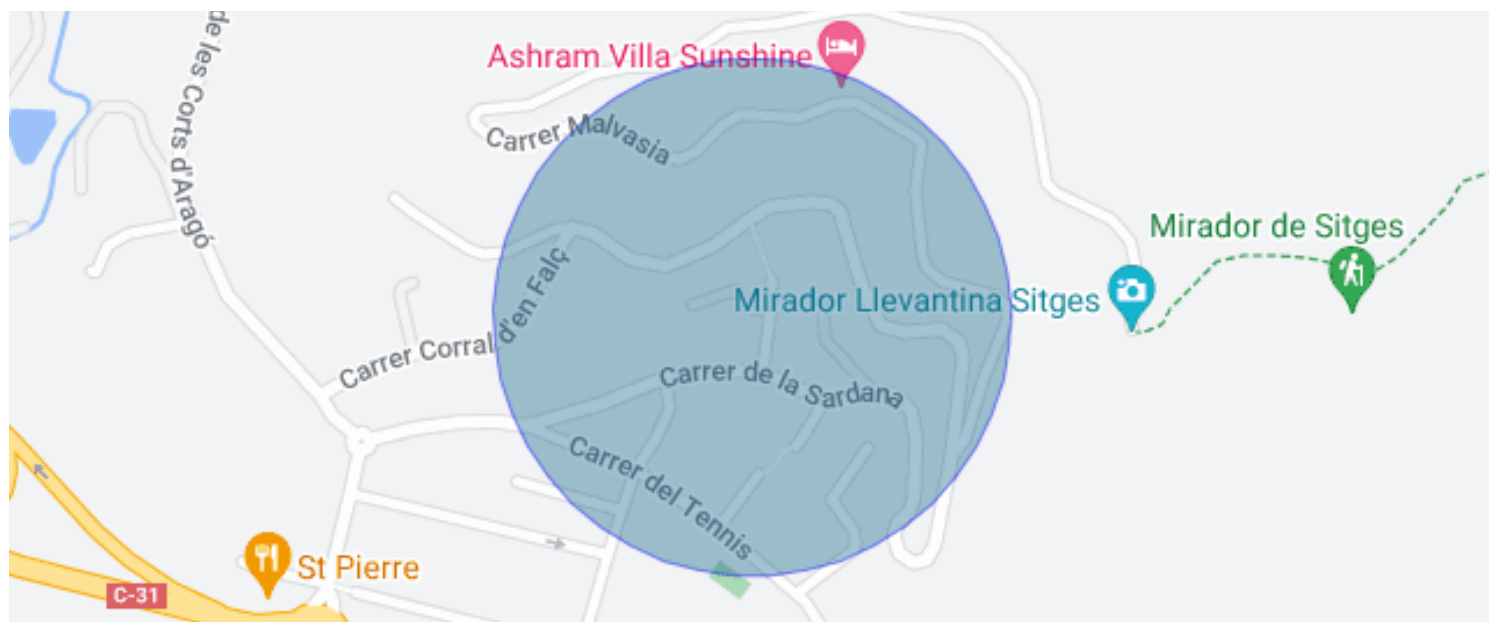 de les Corts d'Aragó
Ashram Villa Sunshine
Carrer Malvasia
Mirador de Sitges
Mirador Llevantina Sitges
Carrer Corral d'en Falç
Carrer de la Sardana
Carrer del Tennis
St Pierre
C-31